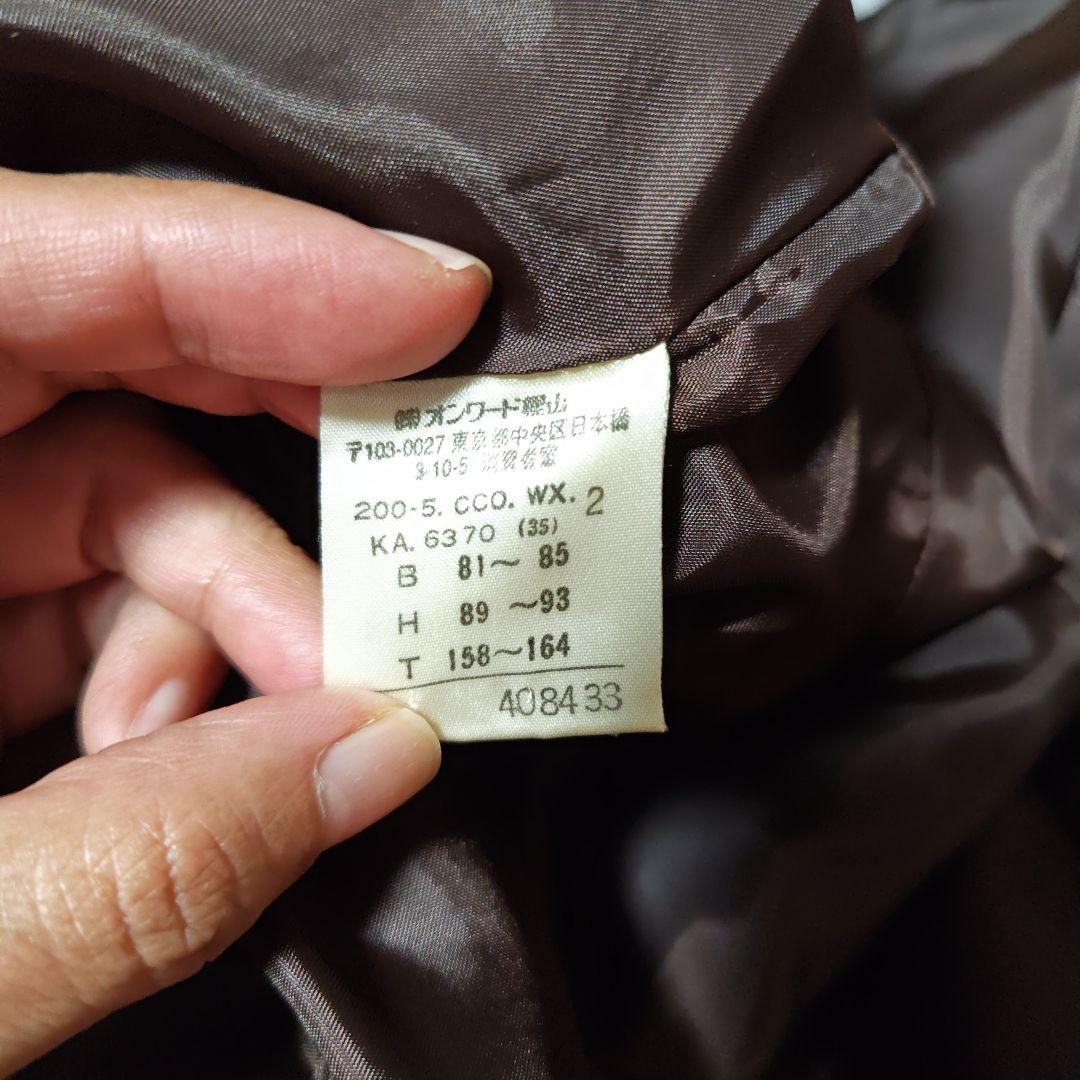 ㈱オンワード樫山
〒103-0027 東京都中央区日本橋
3-10-5 消費者室
200-5. CCO. WX. 2
KA. 6370 (35)
B 81〜 85
H 89 〜93
T 158〜164
408433